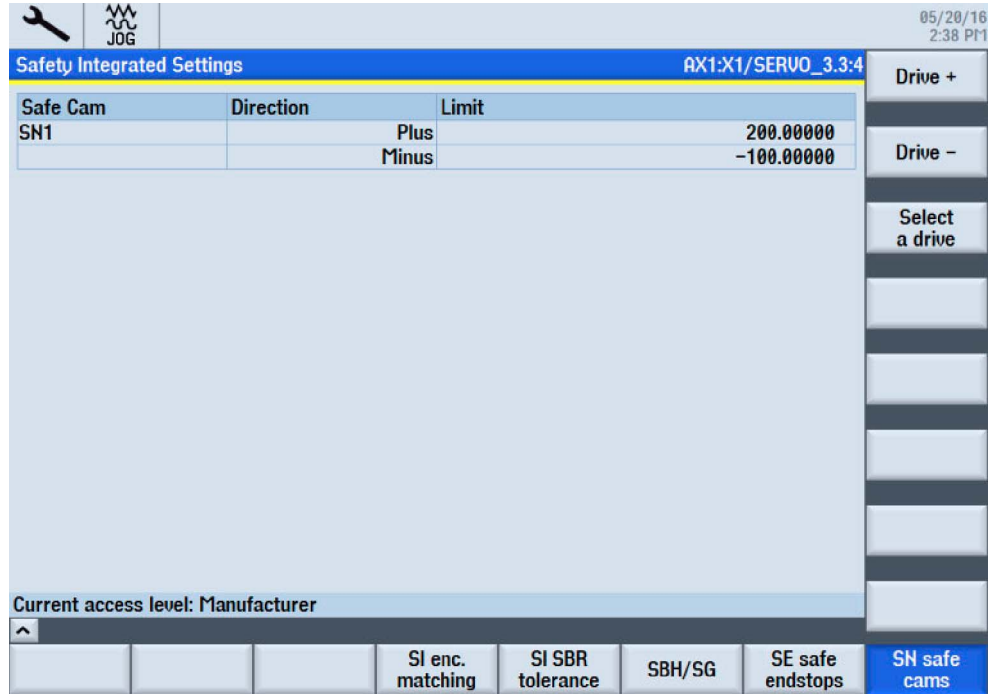 JOG
05/20/16
2:38 PM
Safety Integrated Settings AX1:X1/SERVO_3.3:4
Drive +
Safe Cam Direction Limit
SN1 Plus 200.00000
Minus -100.00000
Drive -
Select
a drive
Current access level: Manufacturer
SI enc.
matching
SI SBR
tolerance
SBH/SG
SE safe
endstops
SN safe
cams